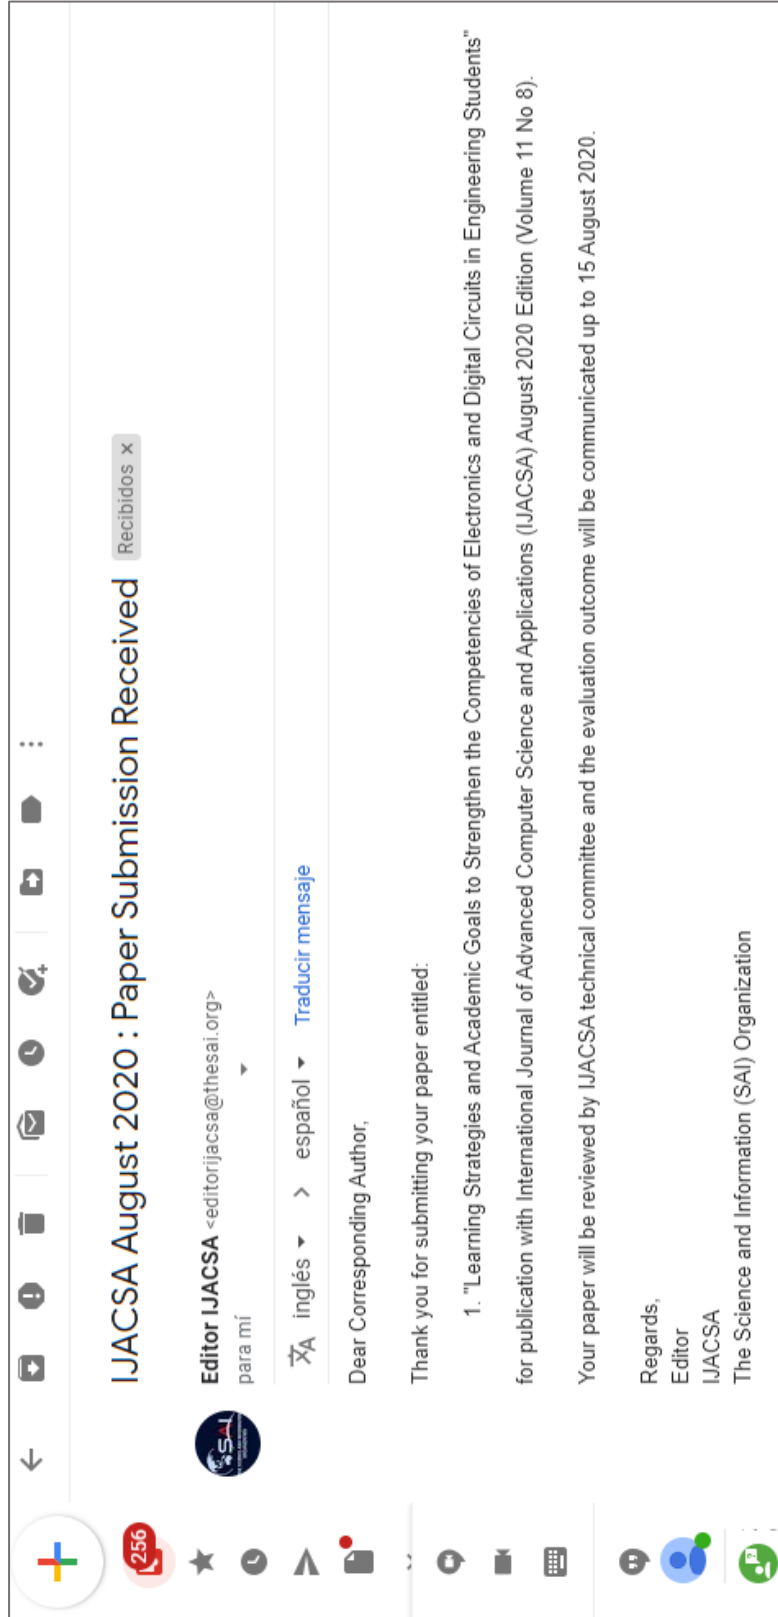 IJACSA August 2020 : Paper Submission Received Recibidos ×
Editor IJACSA <editorijacsa@thesai.org>
para mí
inglés > español Traducir mensaje
Dear Corresponding Author,
Thank you for submitting your paper entitled:
1. "Learning Strategies and Academic Goals to Strengthen the Competencies of Electronics and Digital Circuits in Engineering Students"
for publication with International Journal of Advanced Computer Science and Applications (IJACSA) August 2020 Edition (Volume 11 No 8).
Your paper will be reviewed by IJACSA technical committee and the evaluation outcome will be communicated up to 15 August 2020.
Regards,
Editor
IJACSA
The Science and Information (SAI) Organization
256
SAI